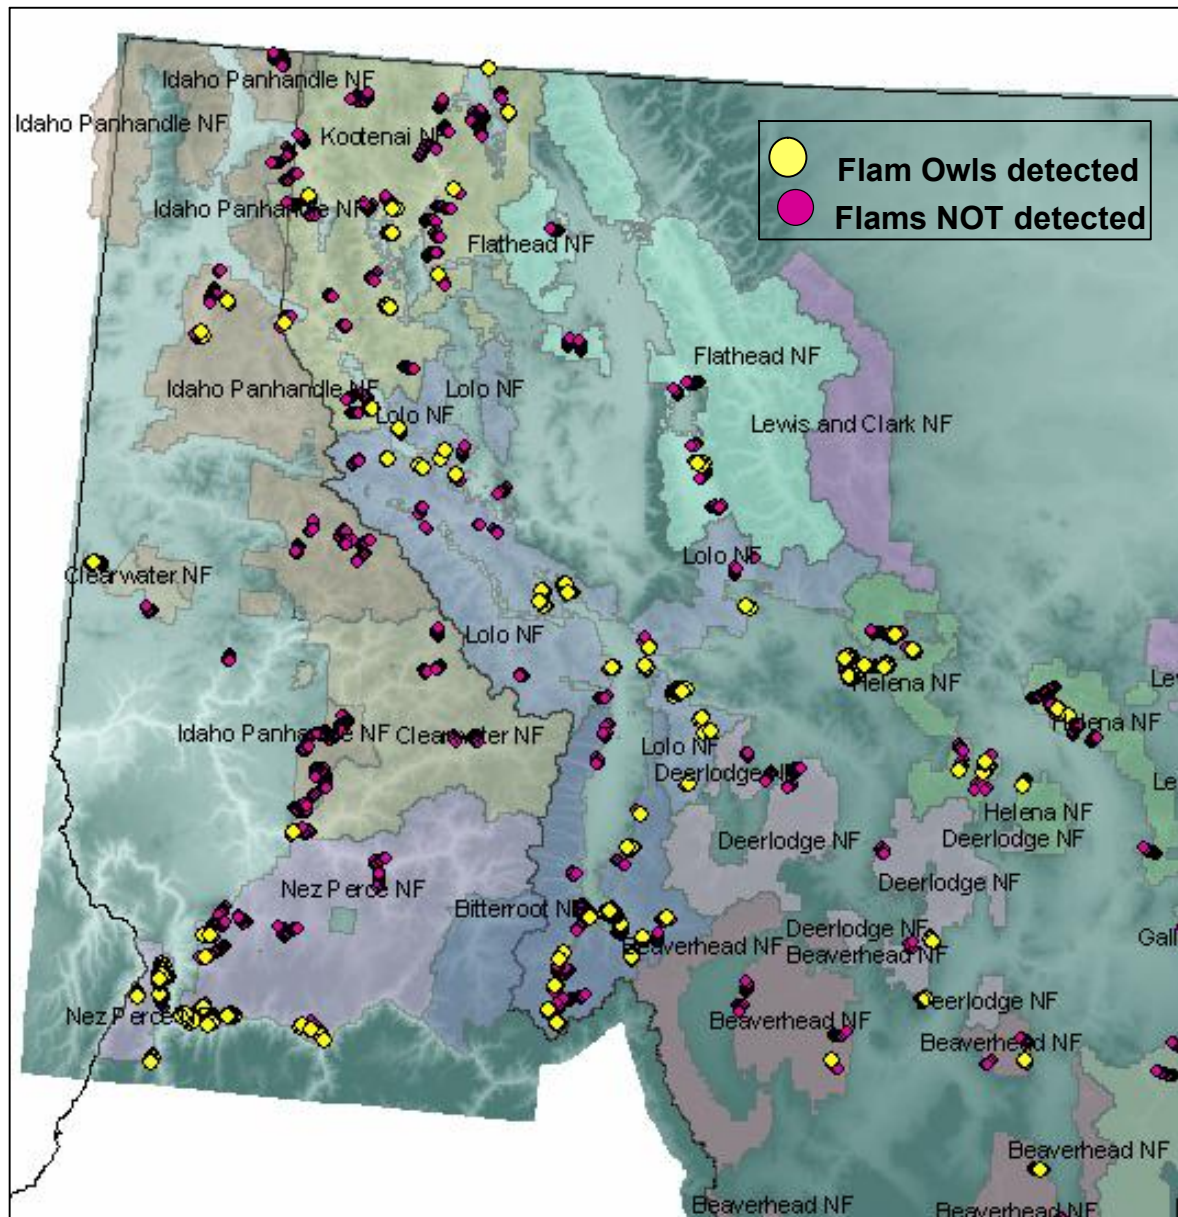 Idaho Panhandle NF
Idaho Panhandle NF
Kootenai NF
Flam Owls detected
Flams NOT detected
Idaho Panhandle NF
Flathead NF
Flathead NF
Idaho Panhandle NF
Lolo NF
Lolo NF
Lewis and Clark NF
Lolo NF
Clearwater NF
Lolo NF
Helena NF
Le
Helena NF
Idaho Panhandle NF
Clearwater NF
Lolo NF
Deerlodge NF
Le
Helena NF
Deerlodge NF
Deerlodge NF
Nez Perce NF
Deerlodge NF
Bitterroot NF
Deerlodge NF
Beaverhead NF
Beaverhead NF
Gall
Deerlodge NF
Nez Perce NF
Beaverhead NF
Beaverhead NF
Beaverhead NF
Beaverhead NF
Beaverhead NF